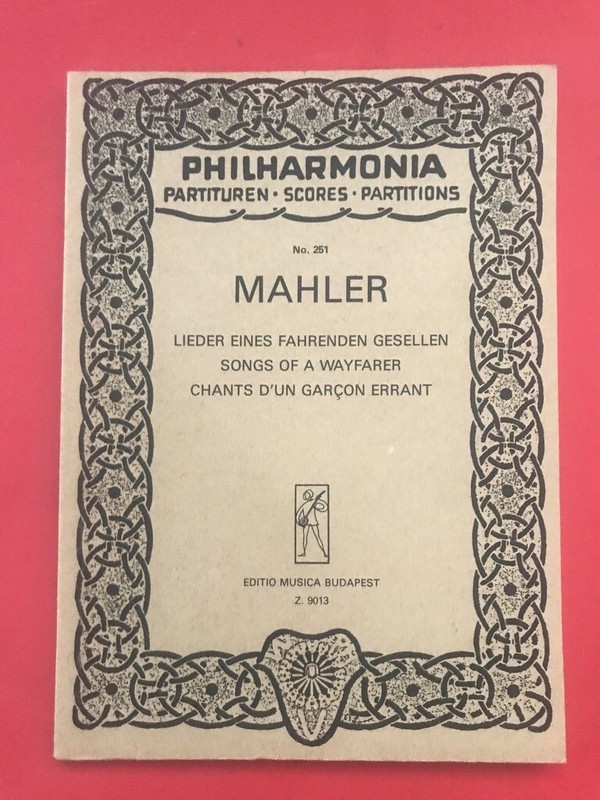 PHILHARMONIA
PARTITUREN · SCORES · PARTITIONS
No. 251
MAHLER
LIEDER EINES FAHRENDEN GESELLEN
SONGS OF A WAYFARER
CHANTS D'UN GARÇON ERRANT
EDITIO MUSICA BUDAPEST
Z. 9013